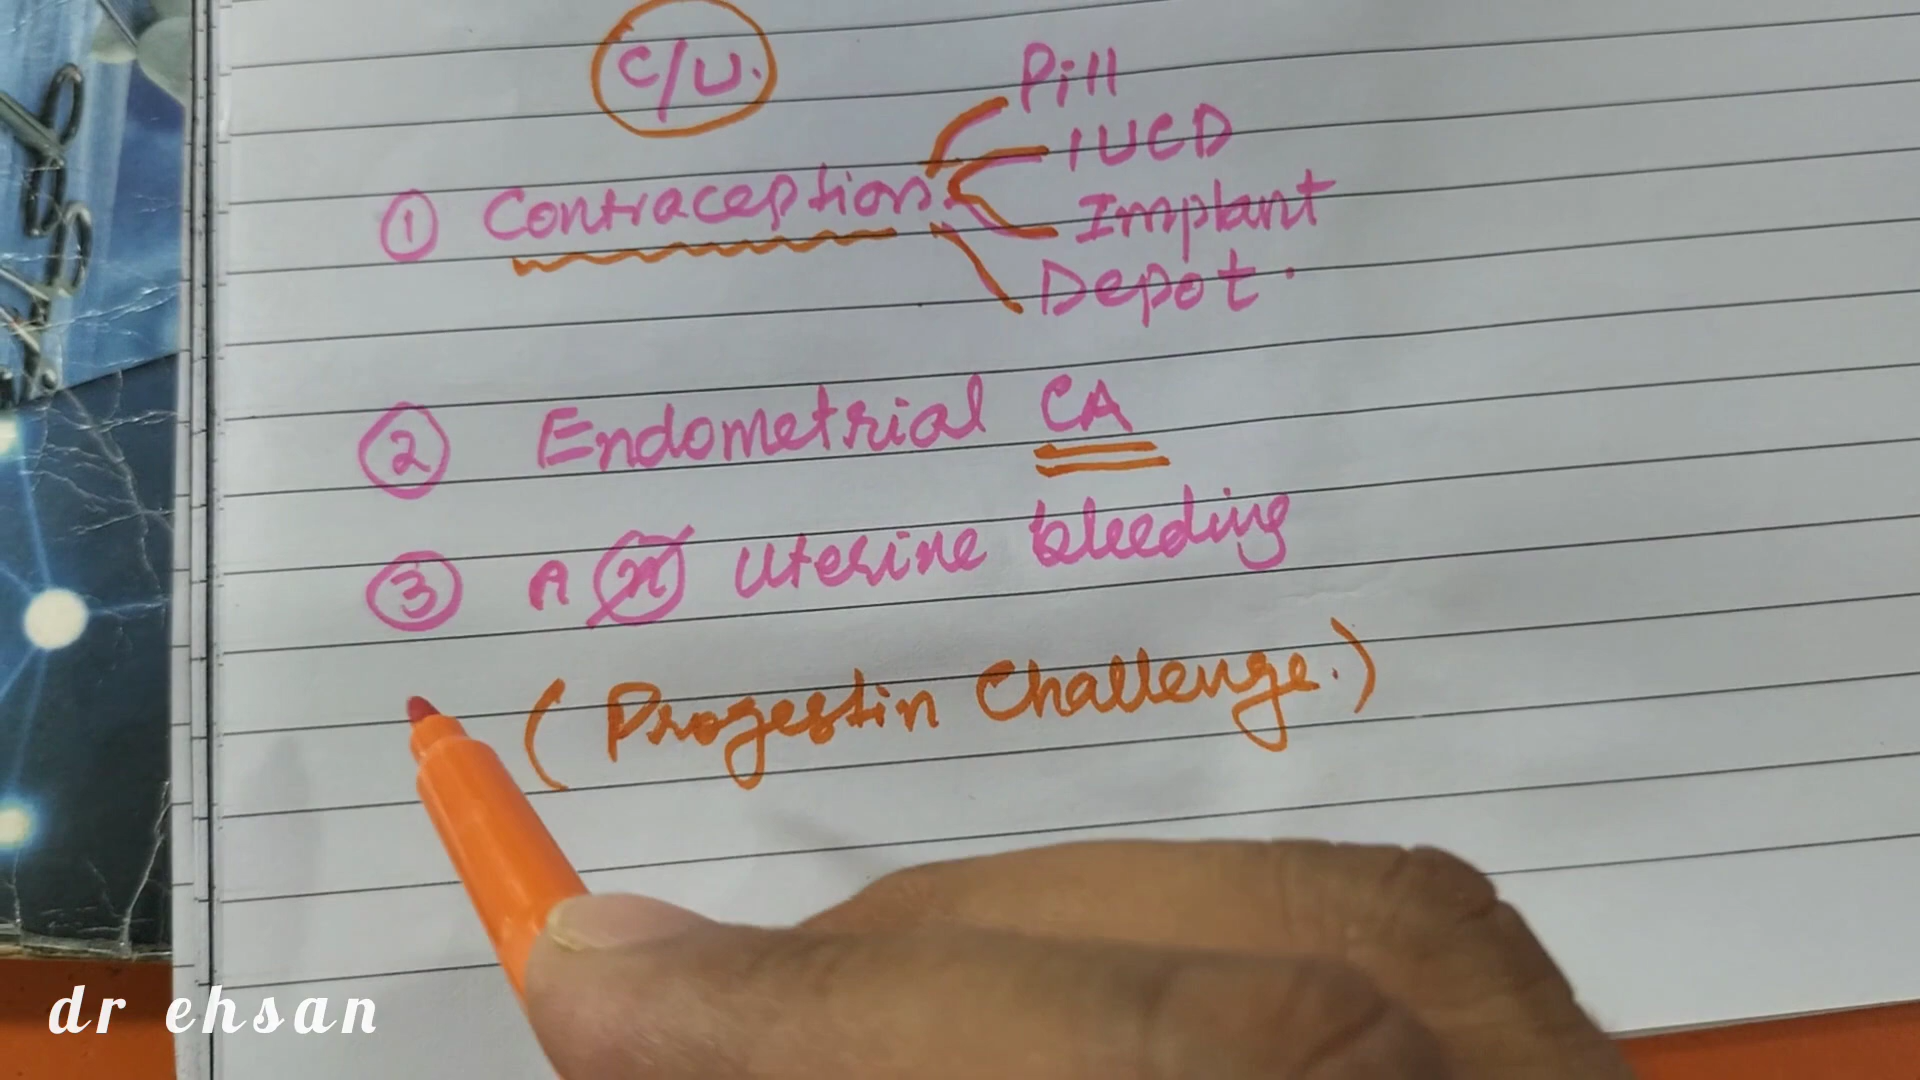 C/U.
① Contraception
Pill
IUCD
Implant
Depot.
② Endometrial CA
③ A(n) Uterine bleeding
(Progestin Challenge.)
dr ehsan